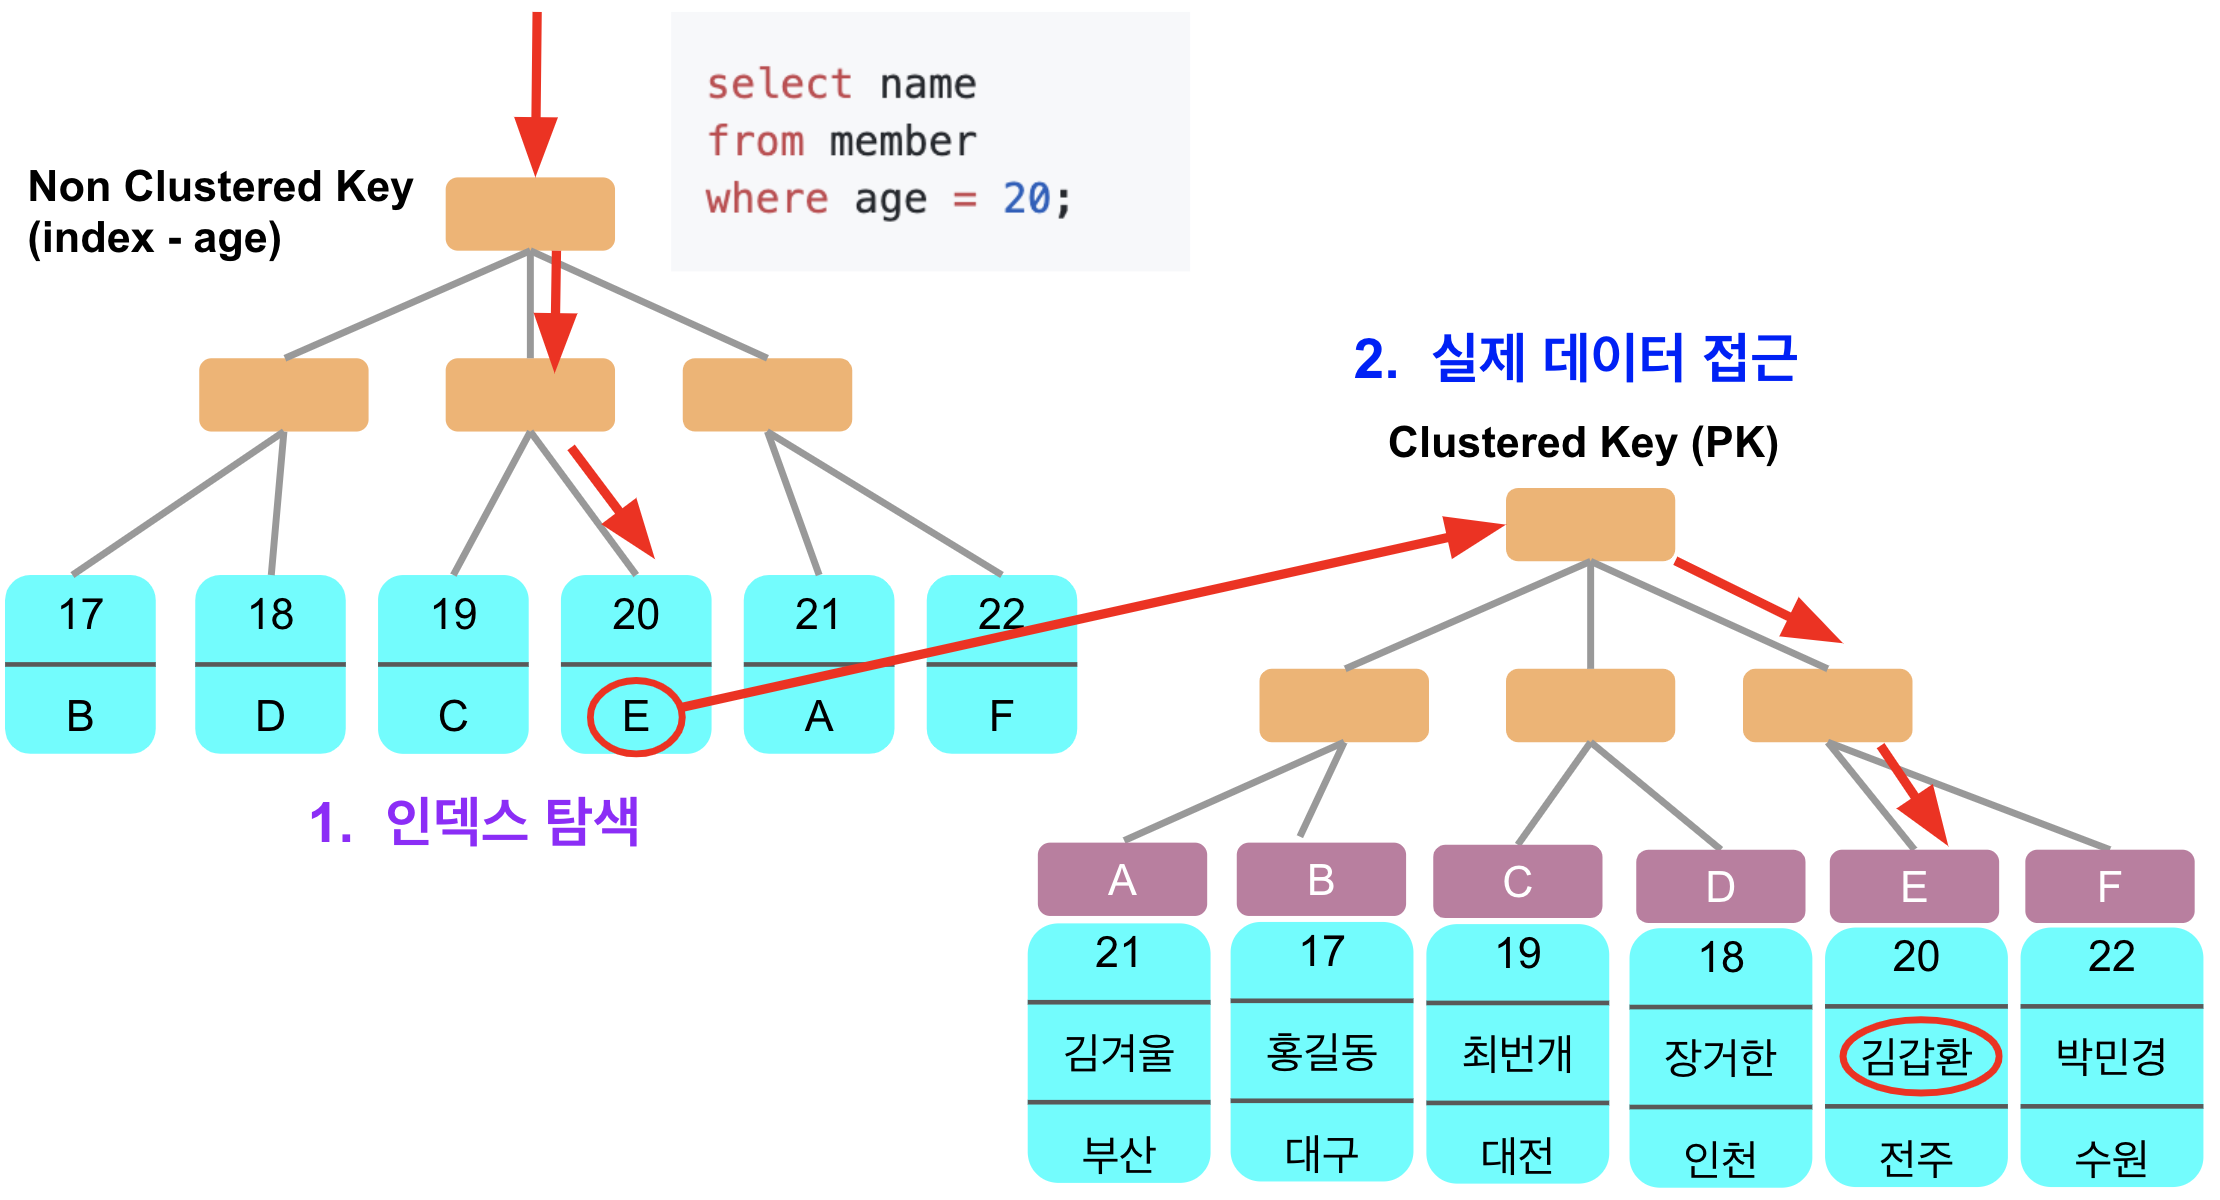 select name
from member
where age = 20;
Non Clustered Key
(index - age)
17 18 19 20 21 22
B D C E A F
1. 인덱스 탐색
2. 실제 데이터 접근
Clustered Key (PK)
A B C D E F
21 17 19 18 20 22
김겨울 홍길동 최번개 장거한 김갑환 박민경
부산 대구 대전 인천 전주 수원